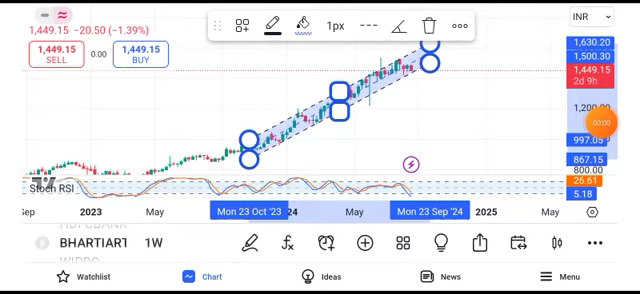 1,449.15 −20.50 (−1.39%)
1px
INR
1,449.15
SELL
0.00
1,449.15
BUY
1,630.20
1,500.30
1,449.15
2d 9h
1,200.00
00:00
997.05
867.15
800.00
Stoch RSI
26.61
5.18
Sep
2023
May
Mon 23 Oct '23
24
May
Mon 23 Sep '24
2025
May
HDFCBANK
BHARTIART 1W
WIPRO
Watchlist
Chart
Ideas
News
Menu